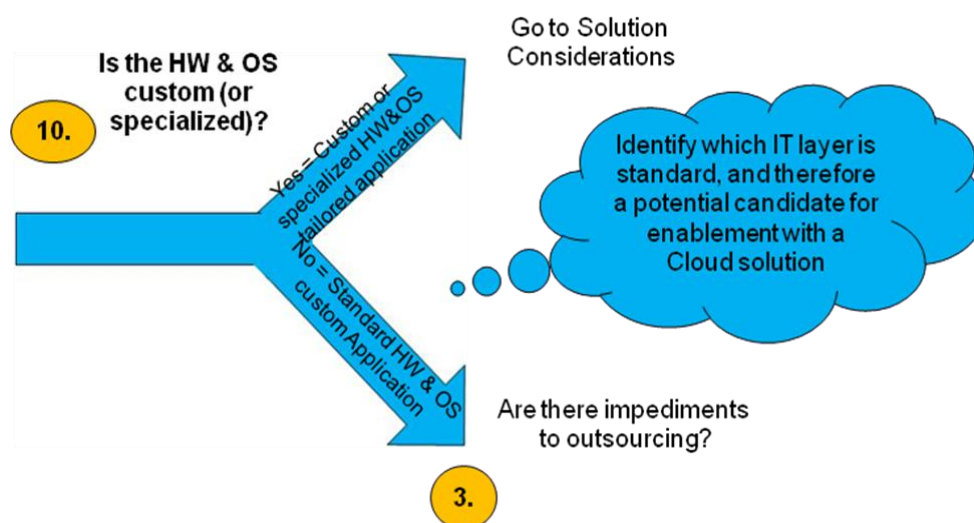 Is the HW & OS
custom (or
specialized)?
10.
Go to Solution
Considerations
Yes = Custom or
specialized HW&OS
tailored application
No = Standard HW & OS
custom Application
Identify which IT layer is
standard, and therefore
a potential candidate for
enablement with a
Cloud solution
Are there impediments
to outsourcing?
3.